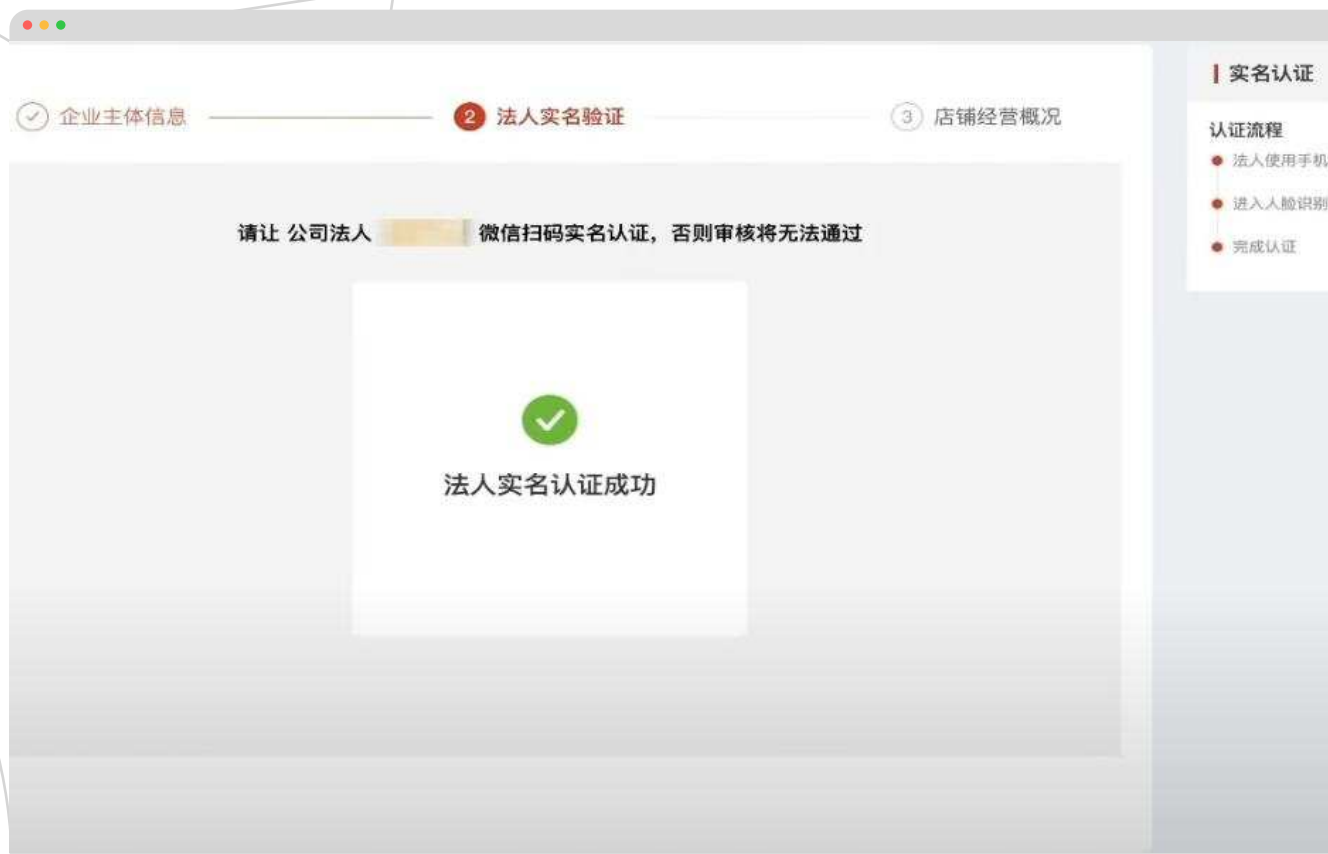 企业主体信息
2 法人实名验证
3 店铺经营概况
请让 公司法人 微信扫码实名认证，否则审核将无法通过
法人实名认证成功
实名认证
认证流程
法人使用手机
进入人脸识别
完成认证